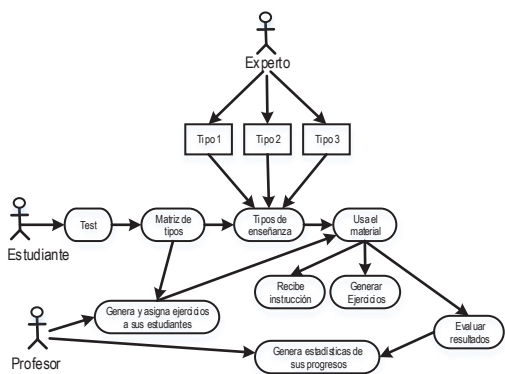 Experto
Tipo 1
Tipo 2
Tipo 3
Test
Matriz de
tipos
Tipos de
enseñanza
Usa el
material
Estudiante
Recibe
instrucción
Generar
Ejercicios
Genera y asigna ejercicios
a sus estudiantes
Evaluar
resultados
Profesor
Genera estadísticas de
sus progresos